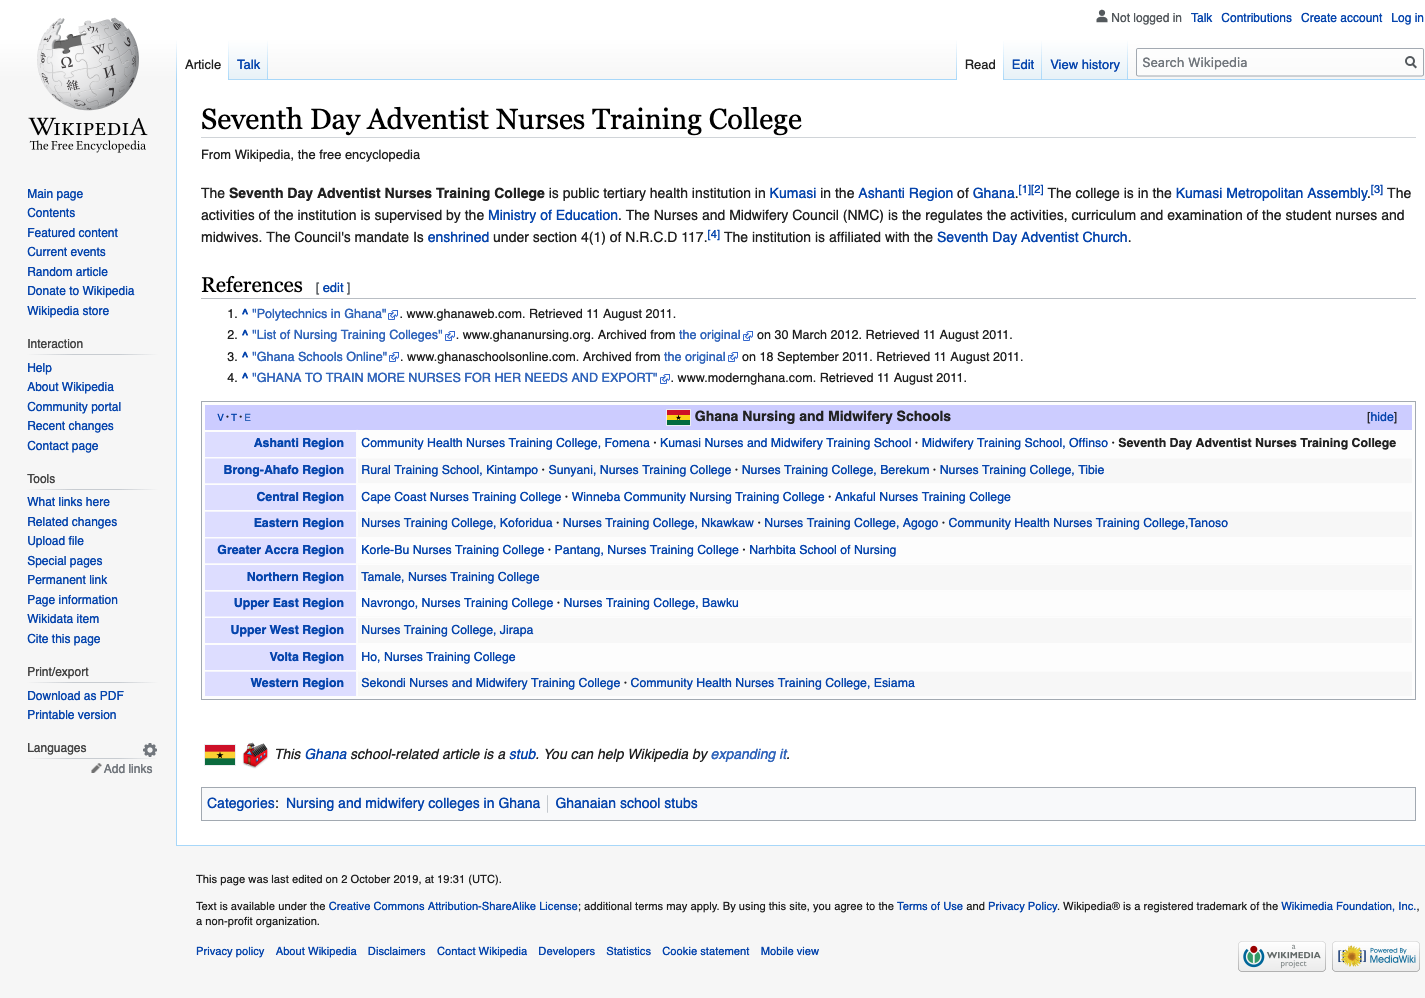 Not logged in Talk Contributions Create account Log in
Article Talk Read Edit View history Search Wikipedia
WIKIPEDIA
The Free Encyclopedia
Main page
Contents
Featured content
Current events
Random article
Donate to Wikipedia
Wikipedia store
Interaction
Help
About Wikipedia
Community portal
Recent changes
Contact page
Tools
What links here
Related changes
Upload file
Special pages
Permanent link
Page information
Wikidata item
Cite this page
Print/export
Download as PDF
Printable version
Languages
Add links
Seventh Day Adventist Nurses Training College
From Wikipedia, the free encyclopedia
The Seventh Day Adventist Nurses Training College is public tertiary health institution in Kumasi in the Ashanti Region of Ghana.[1][2] The college is in the Kumasi Metropolitan Assembly.[3] The
activities of the institution is supervised by the Ministry of Education. The Nurses and Midwifery Council (NMC) is the regulates the activities, curriculum and examination of the student nurses and
midwives. The Council's mandate Is enshrined under section 4(1) of N.R.C.D 117.[4] The institution is affiliated with the Seventh Day Adventist Church.
References [ edit ]
1. ^ "Polytechnics in Ghana". www.ghanaweb.com. Retrieved 11 August 2011.
2. ^ "List of Nursing Training Colleges". www.ghananursing.org. Archived from the original on 30 March 2012. Retrieved 11 August 2011.
3. ^ "Ghana Schools Online". www.ghanaschoolsonline.com. Archived from the original on 18 September 2011. Retrieved 11 August 2011.
4. ^ "GHANA TO TRAIN MORE NURSES FOR HER NEEDS AND EXPORT". www.modernghana.com. Retrieved 11 August 2011.
V · T · E Ghana Nursing and Midwifery Schools [hide]
Ashanti Region Community Health Nurses Training College, Fomena · Kumasi Nurses and Midwifery Training School · Midwifery Training School, Offinso · Seventh Day Adventist Nurses Training College
Brong-Ahafo Region Rural Training School, Kintampo · Sunyani, Nurses Training College · Nurses Training College, Berekum · Nurses Training College, Tibie
Central Region Cape Coast Nurses Training College · Winneba Community Nursing Training College · Ankaful Nurses Training College
Eastern Region Nurses Training College, Koforidua · Nurses Training College, Nkawkaw · Nurses Training College, Agogo · Community Health Nurses Training College,Tanoso
Greater Accra Region Korle-Bu Nurses Training College · Pantang, Nurses Training College · Narhbita School of Nursing
Northern Region Tamale, Nurses Training College
Upper East Region Navrongo, Nurses Training College · Nurses Training College, Bawku
Upper West Region Nurses Training College, Jirapa
Volta Region Ho, Nurses Training College
Western Region Sekondi Nurses and Midwifery Training College · Community Health Nurses Training College, Esiama
This Ghana school-related article is a stub. You can help Wikipedia by expanding it.
Categories: Nursing and midwifery colleges in Ghana Ghanaian school stubs
This page was last edited on 2 October 2019, at 19:31 (UTC).
Text is available under the Creative Commons Attribution-ShareAlike License; additional terms may apply. By using this site, you agree to the Terms of Use and Privacy Policy. Wikipedia® is a registered trademark of the Wikimedia Foundation, Inc.,
a non-profit organization.
Privacy policy About Wikipedia Disclaimers Contact Wikipedia Developers Statistics Cookie statement Mobile view
a
WIKIMEDIA
project
Powered By
MediaWiki